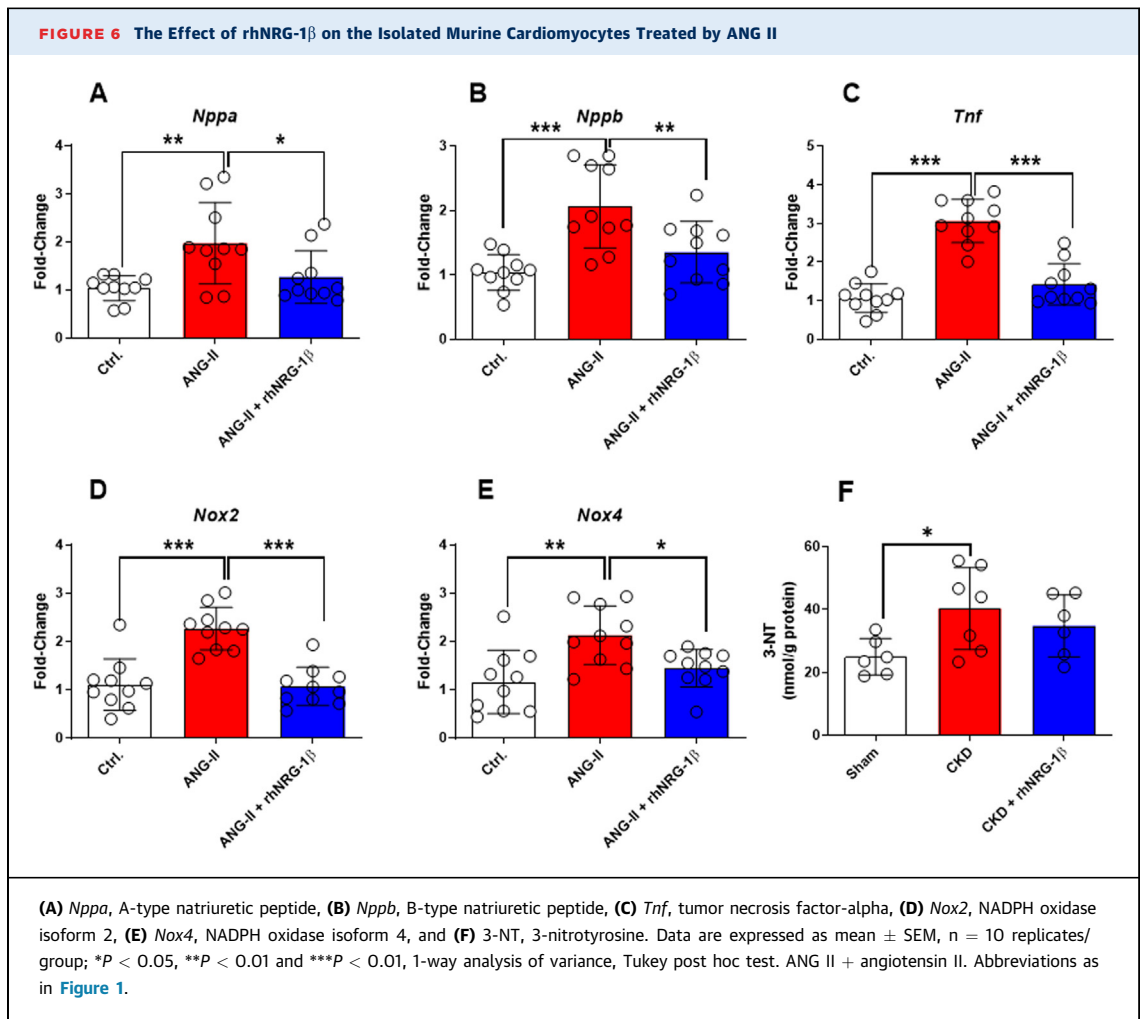 FIGURE 6 The Effect of rhNRG-1β on the Isolated Murine Cardiomyocytes Treated by ANG II
A
Nppa
** *
Fold-Change
4
3
2
1
0
Ctrl.
ANG-II
ANG-II + rhNRG-1β
B
Nppb
*** **
Fold-Change
3
2
1
0
Ctrl.
ANG-II
ANG-II + rhNRG-1β
C
Tnf
*** ***
Fold-Change
5
4
3
2
1
0
Ctrl.
ANG-II
ANG-II + rhNRG-1β
D
Nox2
*** ***
Fold-Change
4
3
2
1
0
Ctrl.
ANG-II
ANG-II + rhNRG-1β
E
Nox4
** *
Fold-Change
4
3
2
1
0
Ctrl.
ANG-II
ANG-II + rhNRG-1β
F
*
3-NT
(nmol/g protein)
60
40
20
0
Sham
CKD
CKD + rhNRG-1β
(A) Nppa, A-type natriuretic peptide, (B) Nppb, B-type natriuretic peptide, (C) Tnf, tumor necrosis factor-alpha, (D) Nox2, NADPH oxidase
isoform 2, (E) Nox4, NADPH oxidase isoform 4, and (F) 3-NT, 3-nitrotyrosine. Data are expressed as mean ± SEM, n = 10 replicates/
group; *P < 0.05, **P < 0.01 and ***P < 0.01, 1-way analysis of variance, Tukey post hoc test. ANG II + angiotensin II. Abbreviations as
in Figure 1.